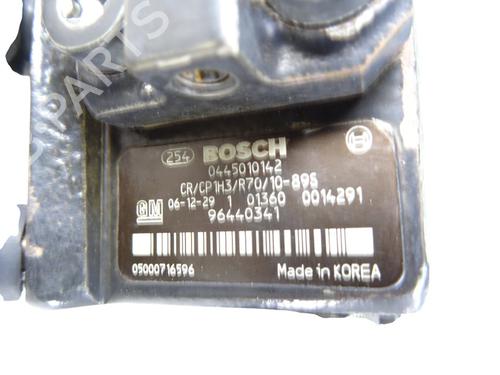 PARTS
254 BOSCH
0445010142
CR/CP1H3/R70/10-89S
GM 06-12-29 1 01360 0014291
96440341
05000716596 Made in KOREA